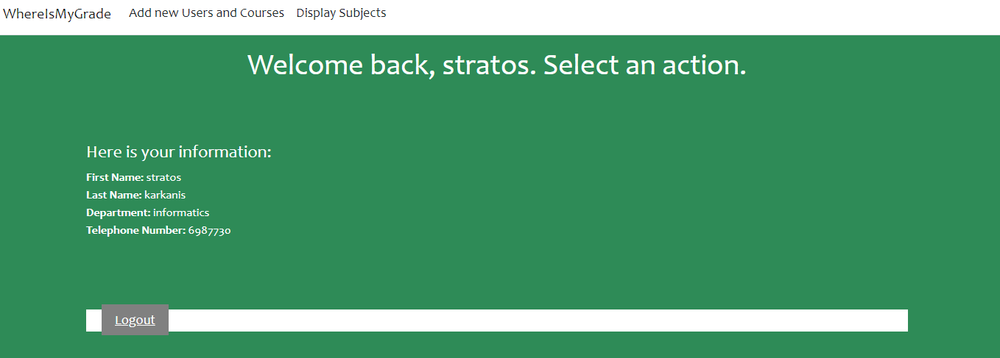 WhereIsMyGrade Add new Users and Courses Display Subjects
Welcome back, stratos. Select an action.
Here is your information:
First Name: stratos
Last Name: karkanis
Department: informatics
Telephone Number: 6987730
Logout